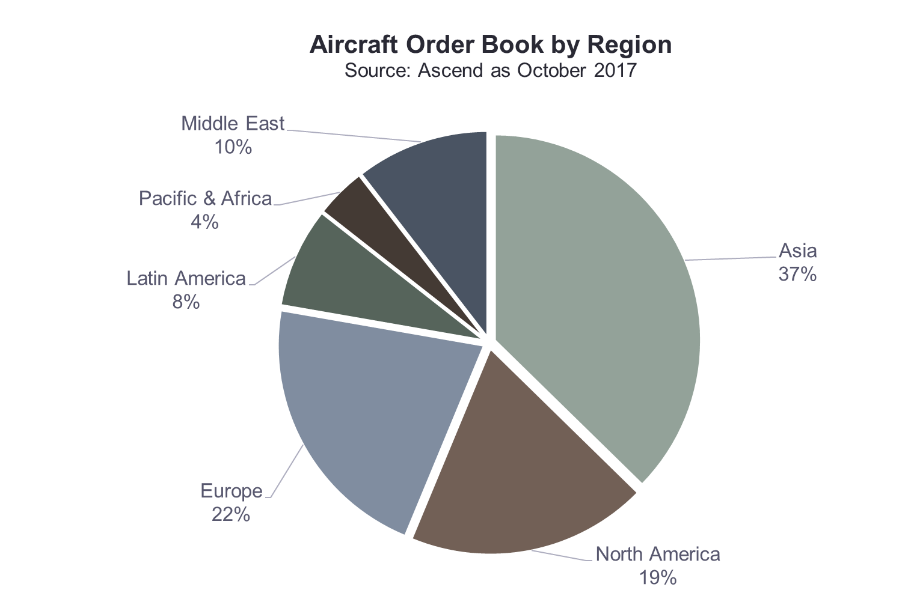 Aircraft Order Book by Region
Source: Ascend as October 2017
Middle East
10%
Pacific & Africa
4%
Latin America
8%
Europe
22%
Asia
37%
North America
19%